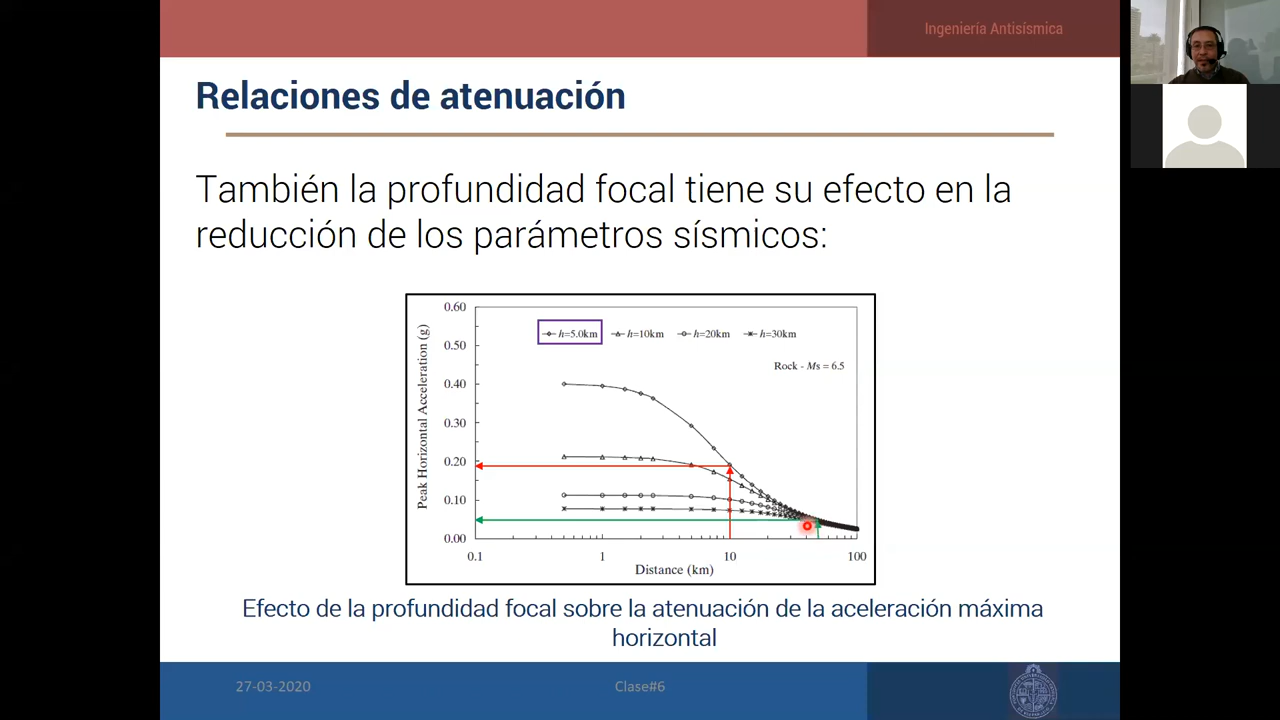 Ingeniería Antisísmica
Relaciones de atenuación
También la profundidad focal tiene su efecto en la
reducción de los parámetros sísmicos:
0.60
0.50
0.40
0.30
0.20
0.10
0.00
Peak Horizontal Acceleration (g)
h=5.0km h=10km h=20km h=30km
Rock - Ms = 6.5
0.1 1 10 100
Distance (km)
Efecto de la profundidad focal sobre la atenuación de la aceleración máxima
horizontal
27-03-2020 Clase#6